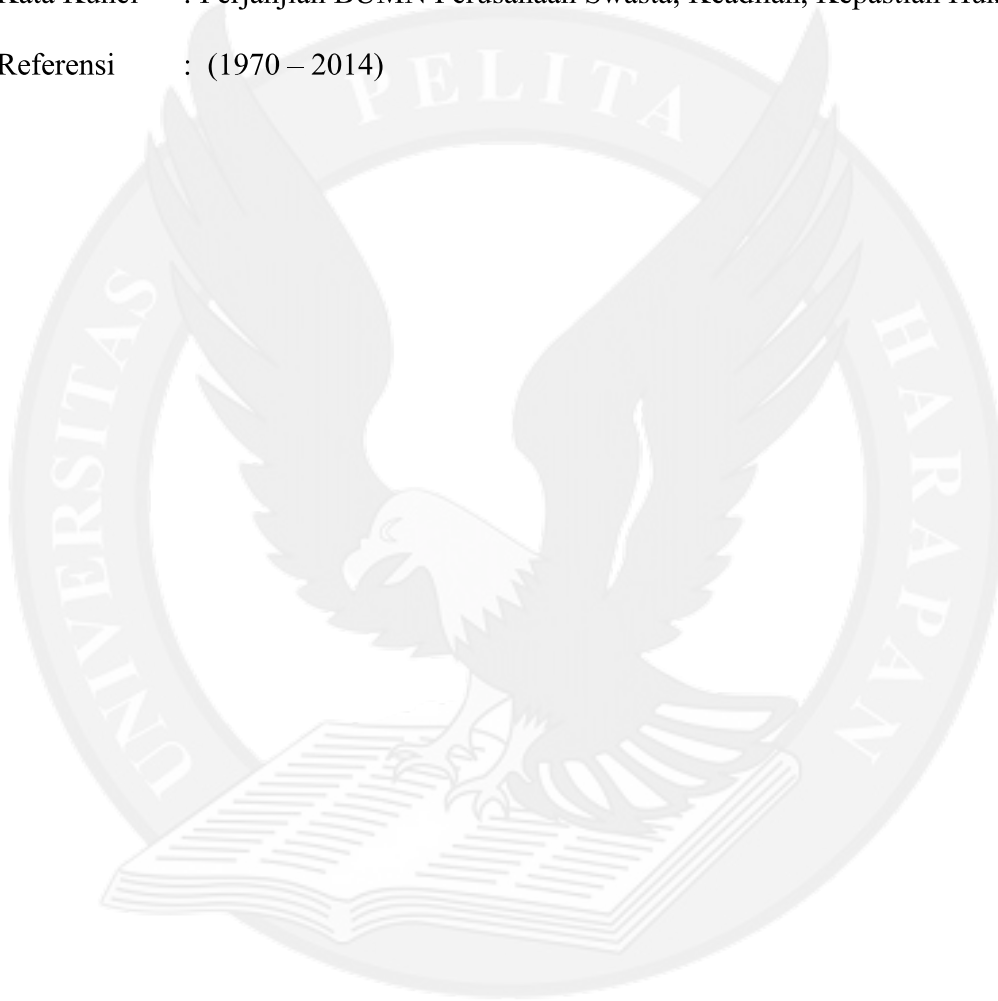 Kata Kunci : Perjanjian BUMN Perusahaan Swasta, Keadilan, Kepastian
Referensi : (1970 – 2014)
UNIVERSITAS PELITA HARAPAN